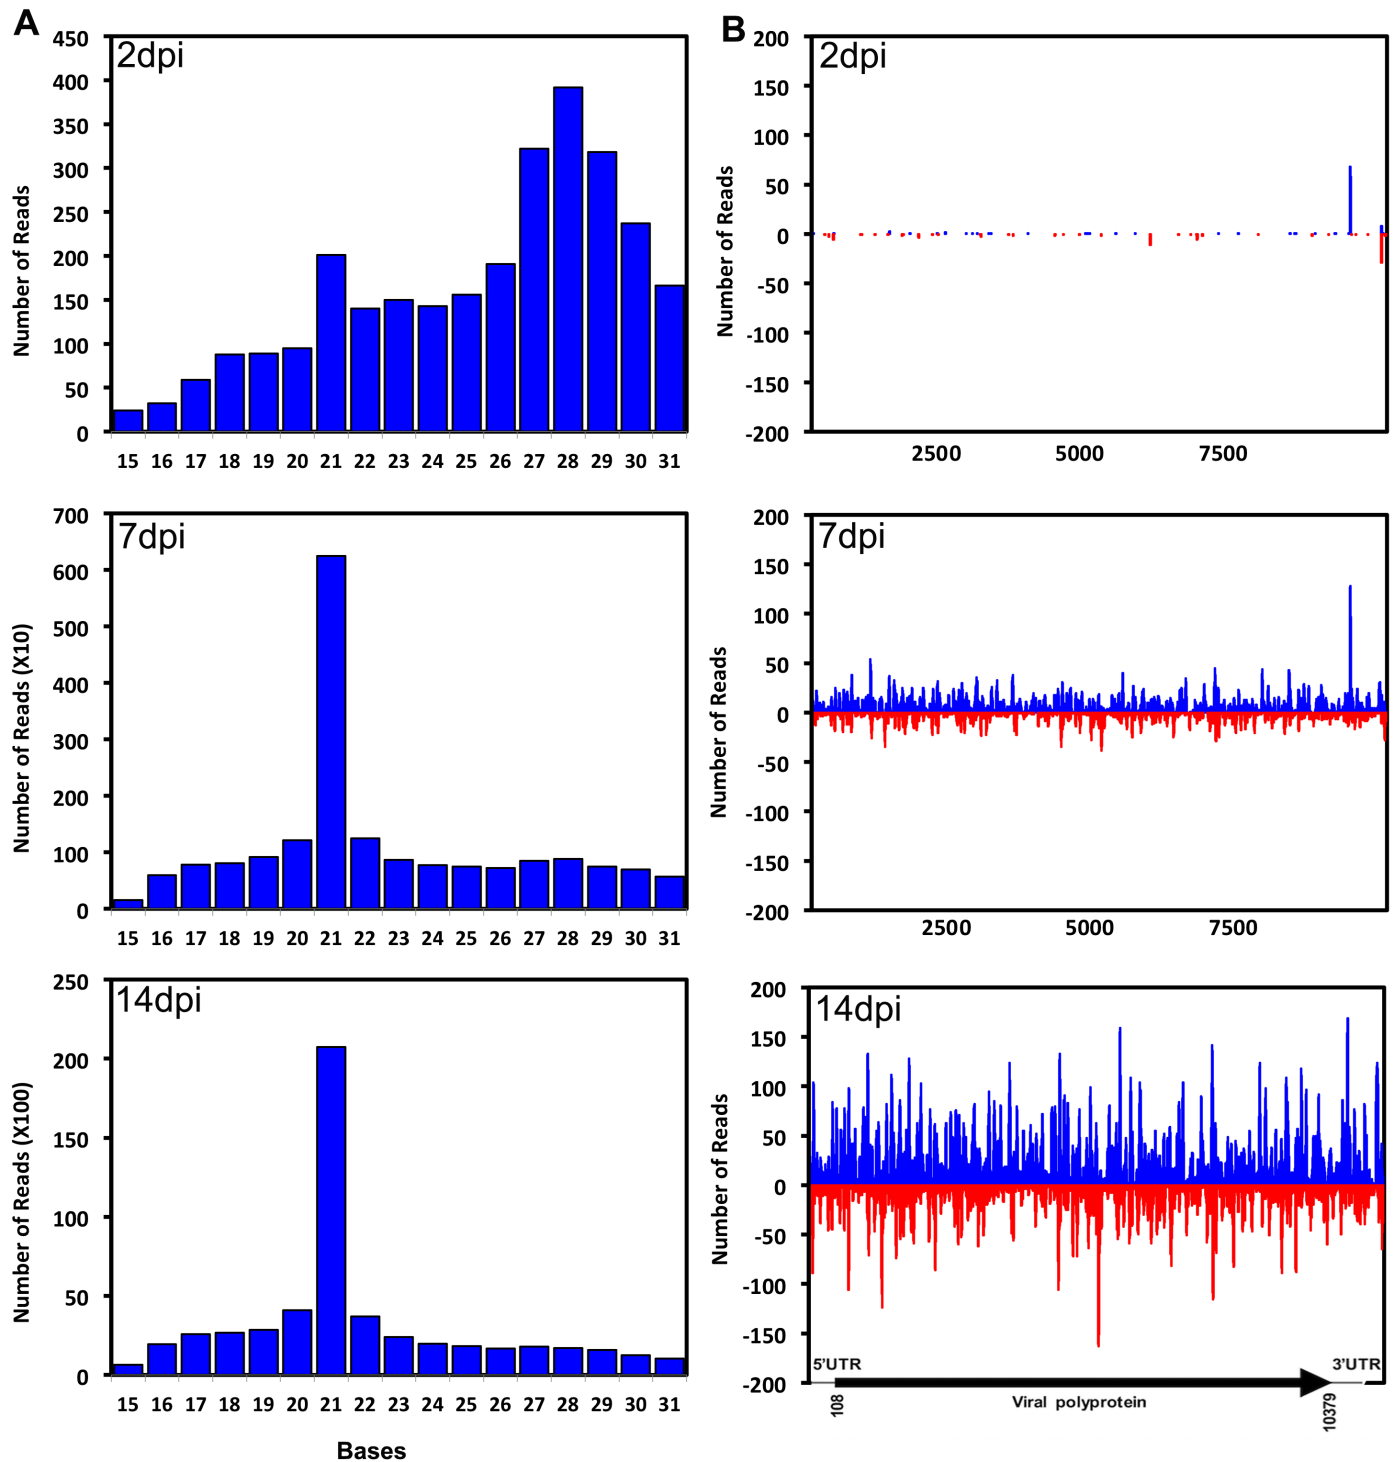 A
2dpi
Number of Reads
450
400
350
300
250
200
150
100
50
0
15 16 17 18 19 20 21 22 23 24 25 26 27 28 29 30 31
7dpi
Number of Reads (X10)
700
600
500
400
300
200
100
0
15 16 17 18 19 20 21 22 23 24 25 26 27 28 29 30 31
14dpi
Number of Reads (X100)
250
200
150
100
50
0
15 16 17 18 19 20 21 22 23 24 25 26 27 28 29 30 31
Bases
B
2dpi
Number of Reads
200
150
100
50
0
-50
-100
-150
-200
2500 5000 7500
7dpi
Number of Reads
200
150
100
50
0
-50
-100
-150
-200
2500 5000 7500
14dpi
Number of Reads
200
150
100
50
0
-50
-100
-150
-200
5'UTR 3'UTR
108 Viral polyprotein 10379